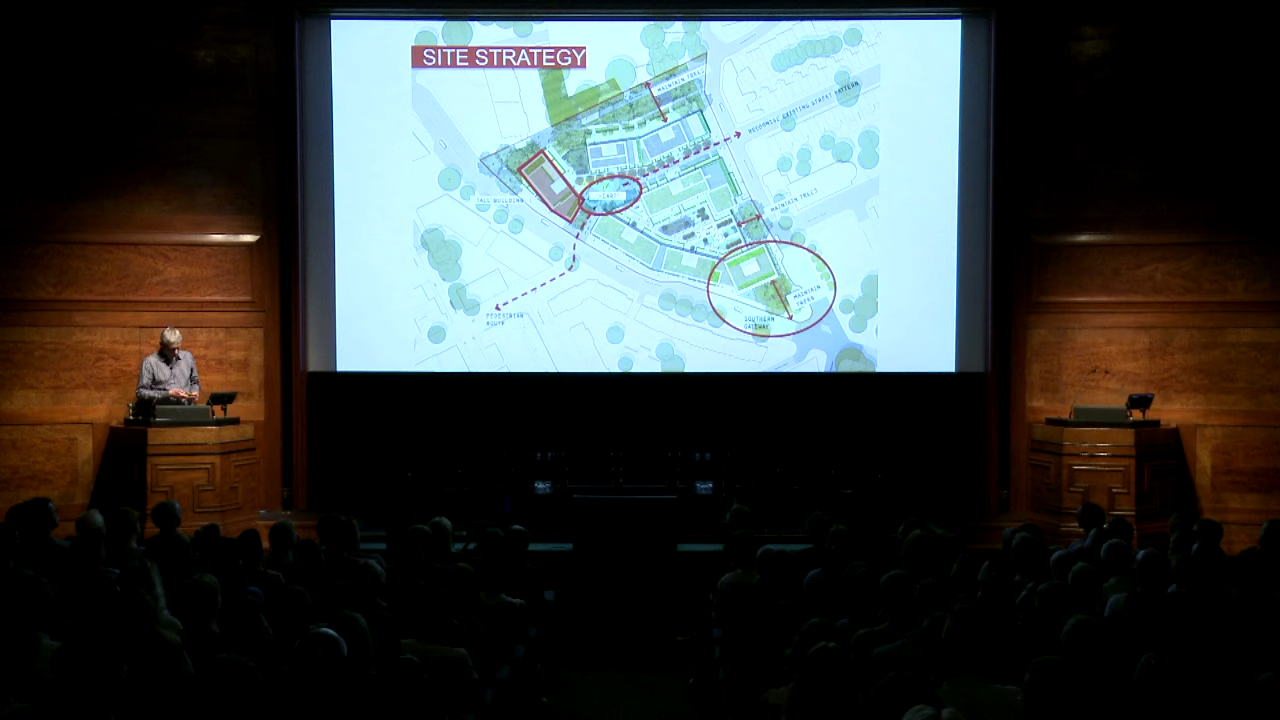 SITE STRATEGY
MAINTAIN TREES
RECOGNISE EXISTING STREET PATTERN
TALL BUILDING
MAINTAIN TREES
PEDESTRIAN
ROUTE
MAINTAIN
TREES
SOUTHERN
GATEWAY